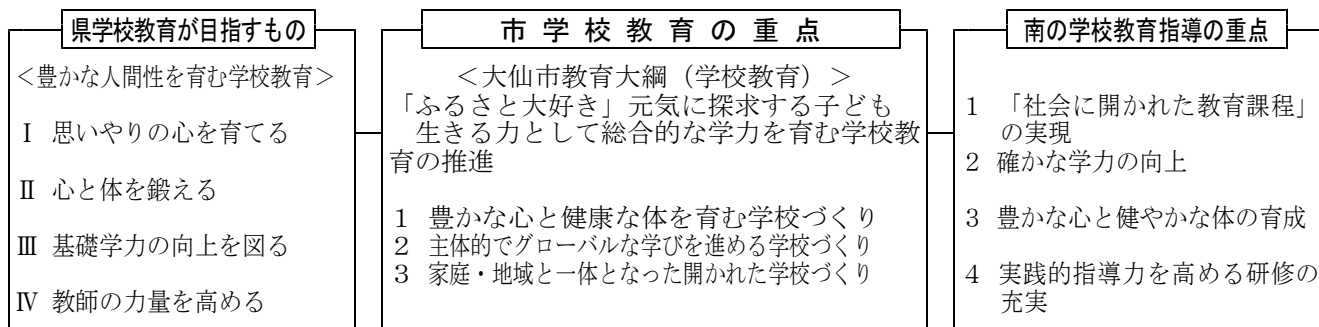 県学校教育が目指すもの
＜豊かな人間性を育む学校教育＞
Ⅰ 思いやりの心を育てる
Ⅱ 心と体を鍛える
Ⅲ 基礎学力の向上を図る
Ⅳ 教師の力量を高める
市学校教育の重点
＜大仙市教育大綱（学校教育）＞
「ふるさと大好き」元気に探求する子ども
生きる力として総合的な学力を育む学校教
育の推進
１ 豊かな心と健康な体を育む学校づくり
２ 主体的でグローバルな学びを進める学校づくり
３ 家庭・地域と一体となった開かれた学校づくり
南の学校教育指導の重点
１ 「社会に開かれた教育課程」
の実現
２ 確かな学力の向上
３ 豊かな心と健やかな体の育成
４ 実践的指導力を高める研修の
充実